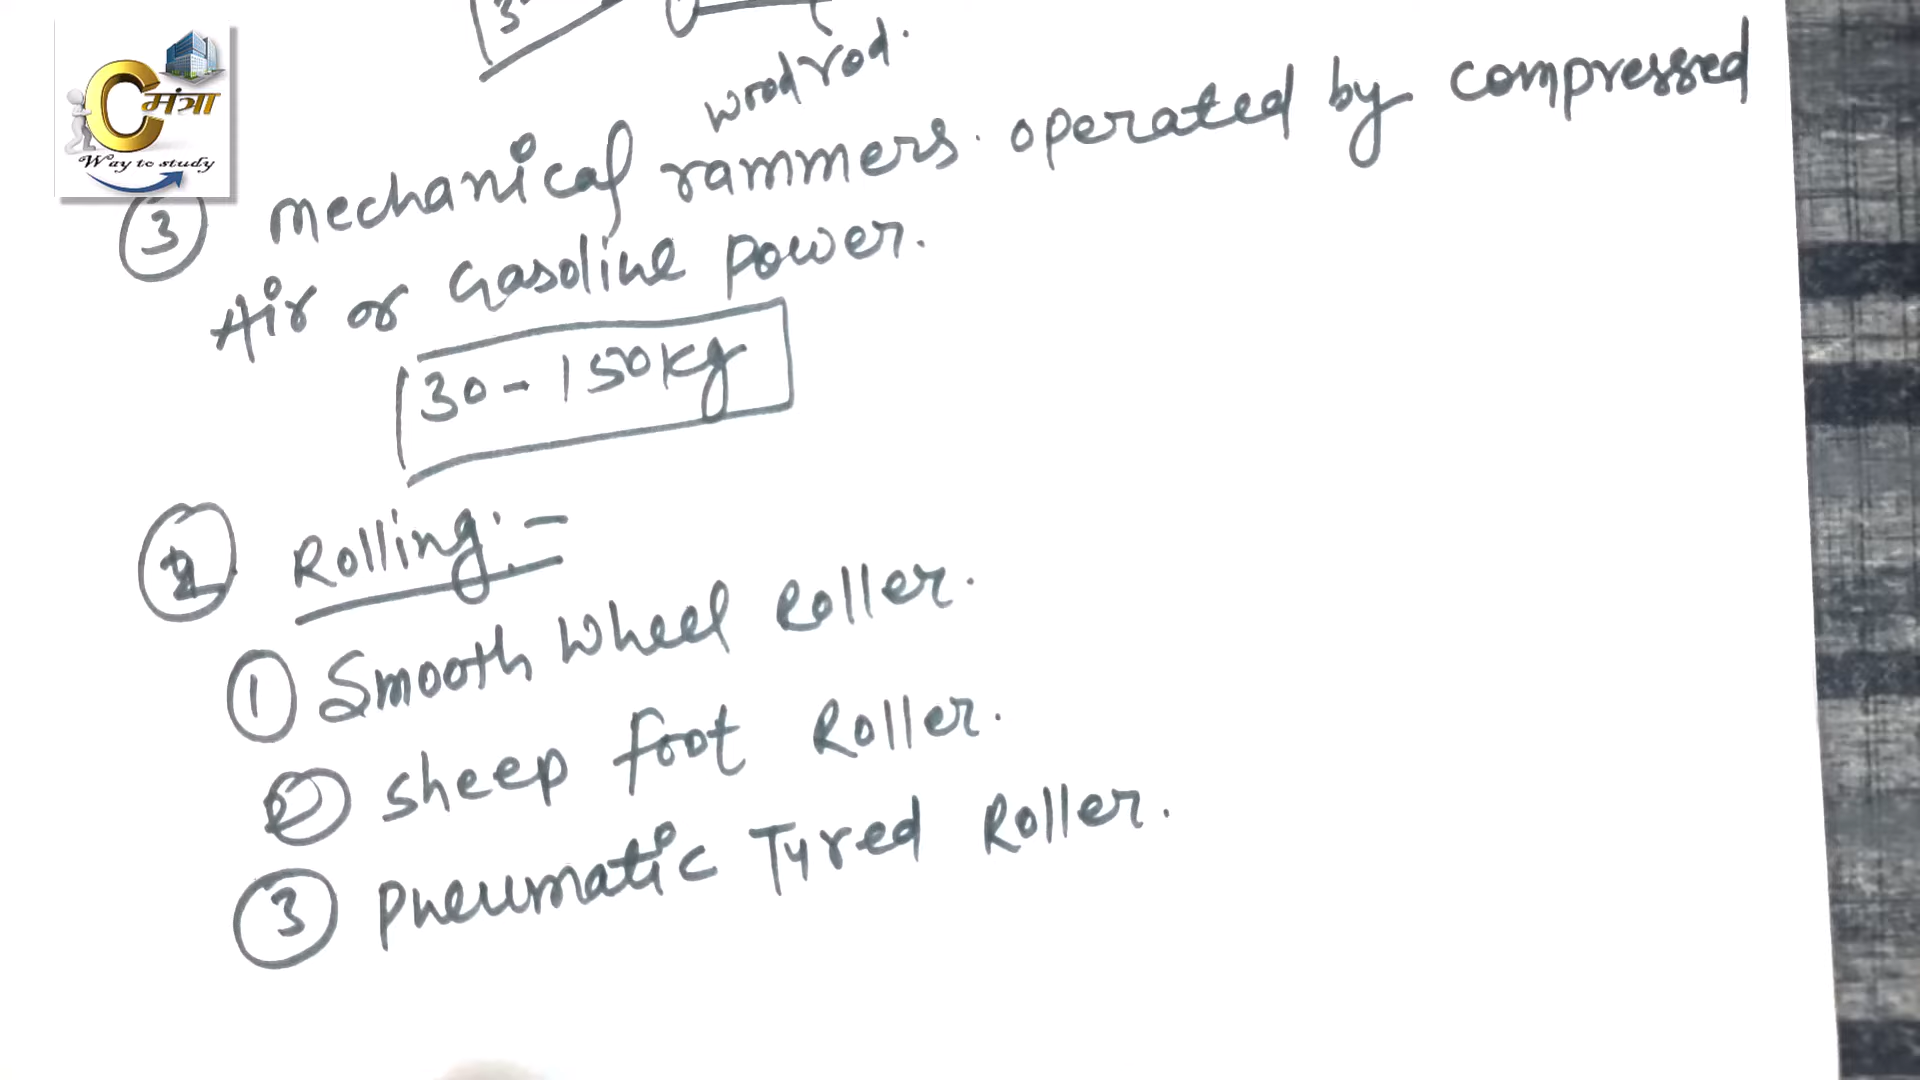 3
wood rod.
C मंत्रा
Way to study
③ mechanical rammers. operated by compressed
Air or Gasoline power.
30 - 150 kg
② Rolling :-
① Smooth Wheel Roller.
② Sheep foot Roller.
③ Pneumatic Tyred Roller.